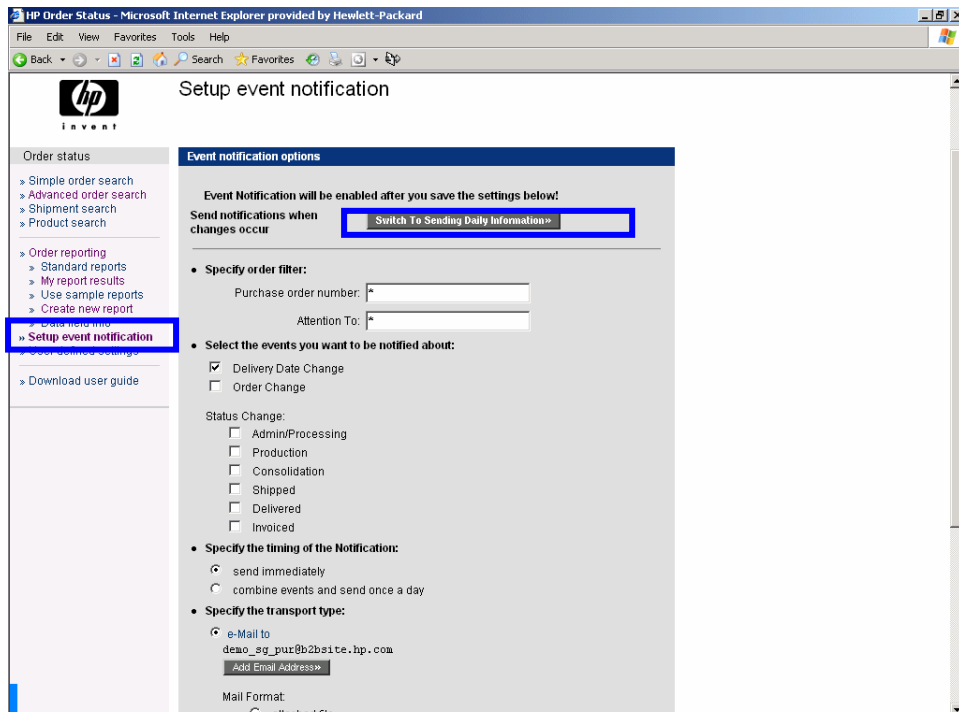 HP Order Status - Microsoft Internet Explorer provided by Hewlett-Packard
File Edit View Favorites Tools Help
Back Search Favorites
hp
invent
Setup event notification
Order status
» Simple order search
» Advanced order search
» Shipment search
» Product search
» Order reporting
» Standard reports
» My report results
» Use sample reports
» Create new report
» Data field info
» Setup event notification
» User defined settings
» Download user guide
Event notification options
Event Notification will be enabled after you save the settings below!
Send notifications when changes occur
Switch To Sending Daily Information»
• Specify order filter:
Purchase order number: *
Attention To: *
• Select the events you want to be notified about:
Delivery Date Change
Order Change
Status Change:
Admin/Processing
Production
Consolidation
Shipped
Delivered
Invoiced
• Specify the timing of the Notification:
send immediately
combine events and send once a day
• Specify the transport type:
e-Mail to
demo_sg_pur@b2bsite.hp.com
Add Email Address»
Mail Format: